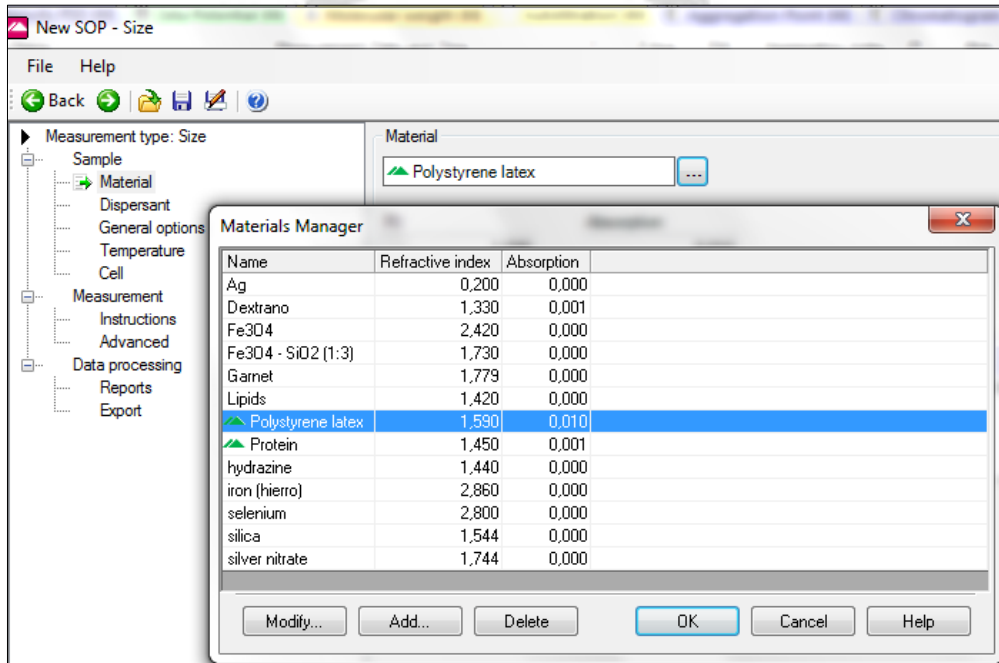 New SOP - Size
File Help
Back
Measurement type: Size
Sample
Material
Dispersant
General options
Temperature
Cell
Measurement
Instructions
Advanced
Data processing
Reports
Export
Material
Polystyrene latex
...
Materials Manager
Name Refractive index Absorption
Ag 0,200 0,000
Dextrano 1,330 0,001
Fe3O4 2,420 0,000
Fe3O4 - SiO2 (1:3) 1,730 0,000
Garnet 1,779 0,000
Lipids 1,420 0,000
Polystyrene latex 1,590 0,010
Protein 1,450 0,001
hydrazine 1,440 0,000
iron (hierro) 2,860 0,000
selenium 2,800 0,000
silica 1,544 0,000
silver nitrate 1,744 0,000
Modify... Add... Delete OK Cancel Help